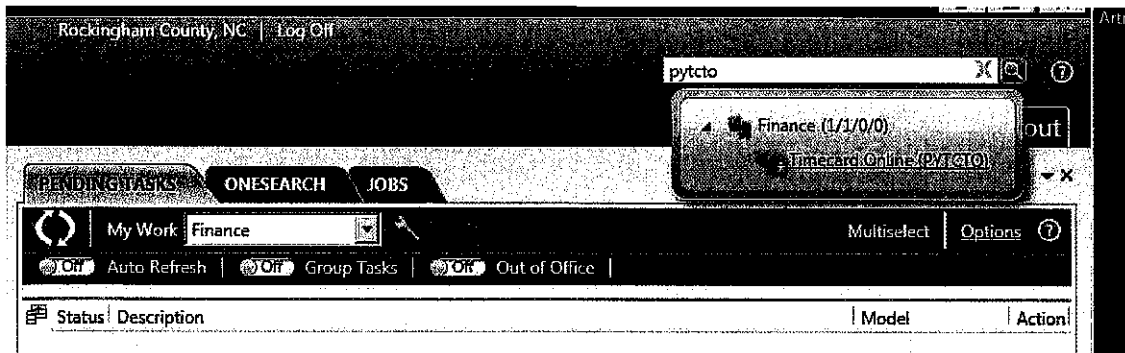 Rockingham County, NC | Log Off
Art
pytcto
Finance (1/1/0/0)
out
Timecard Online (PYTCTO)
PENDING TASKS
ONESEARCH
JOBS
My Work Finance
Multiselect | Options
Off Auto Refresh | Off Group Tasks | Off Out of Office |
Status Description Model Action